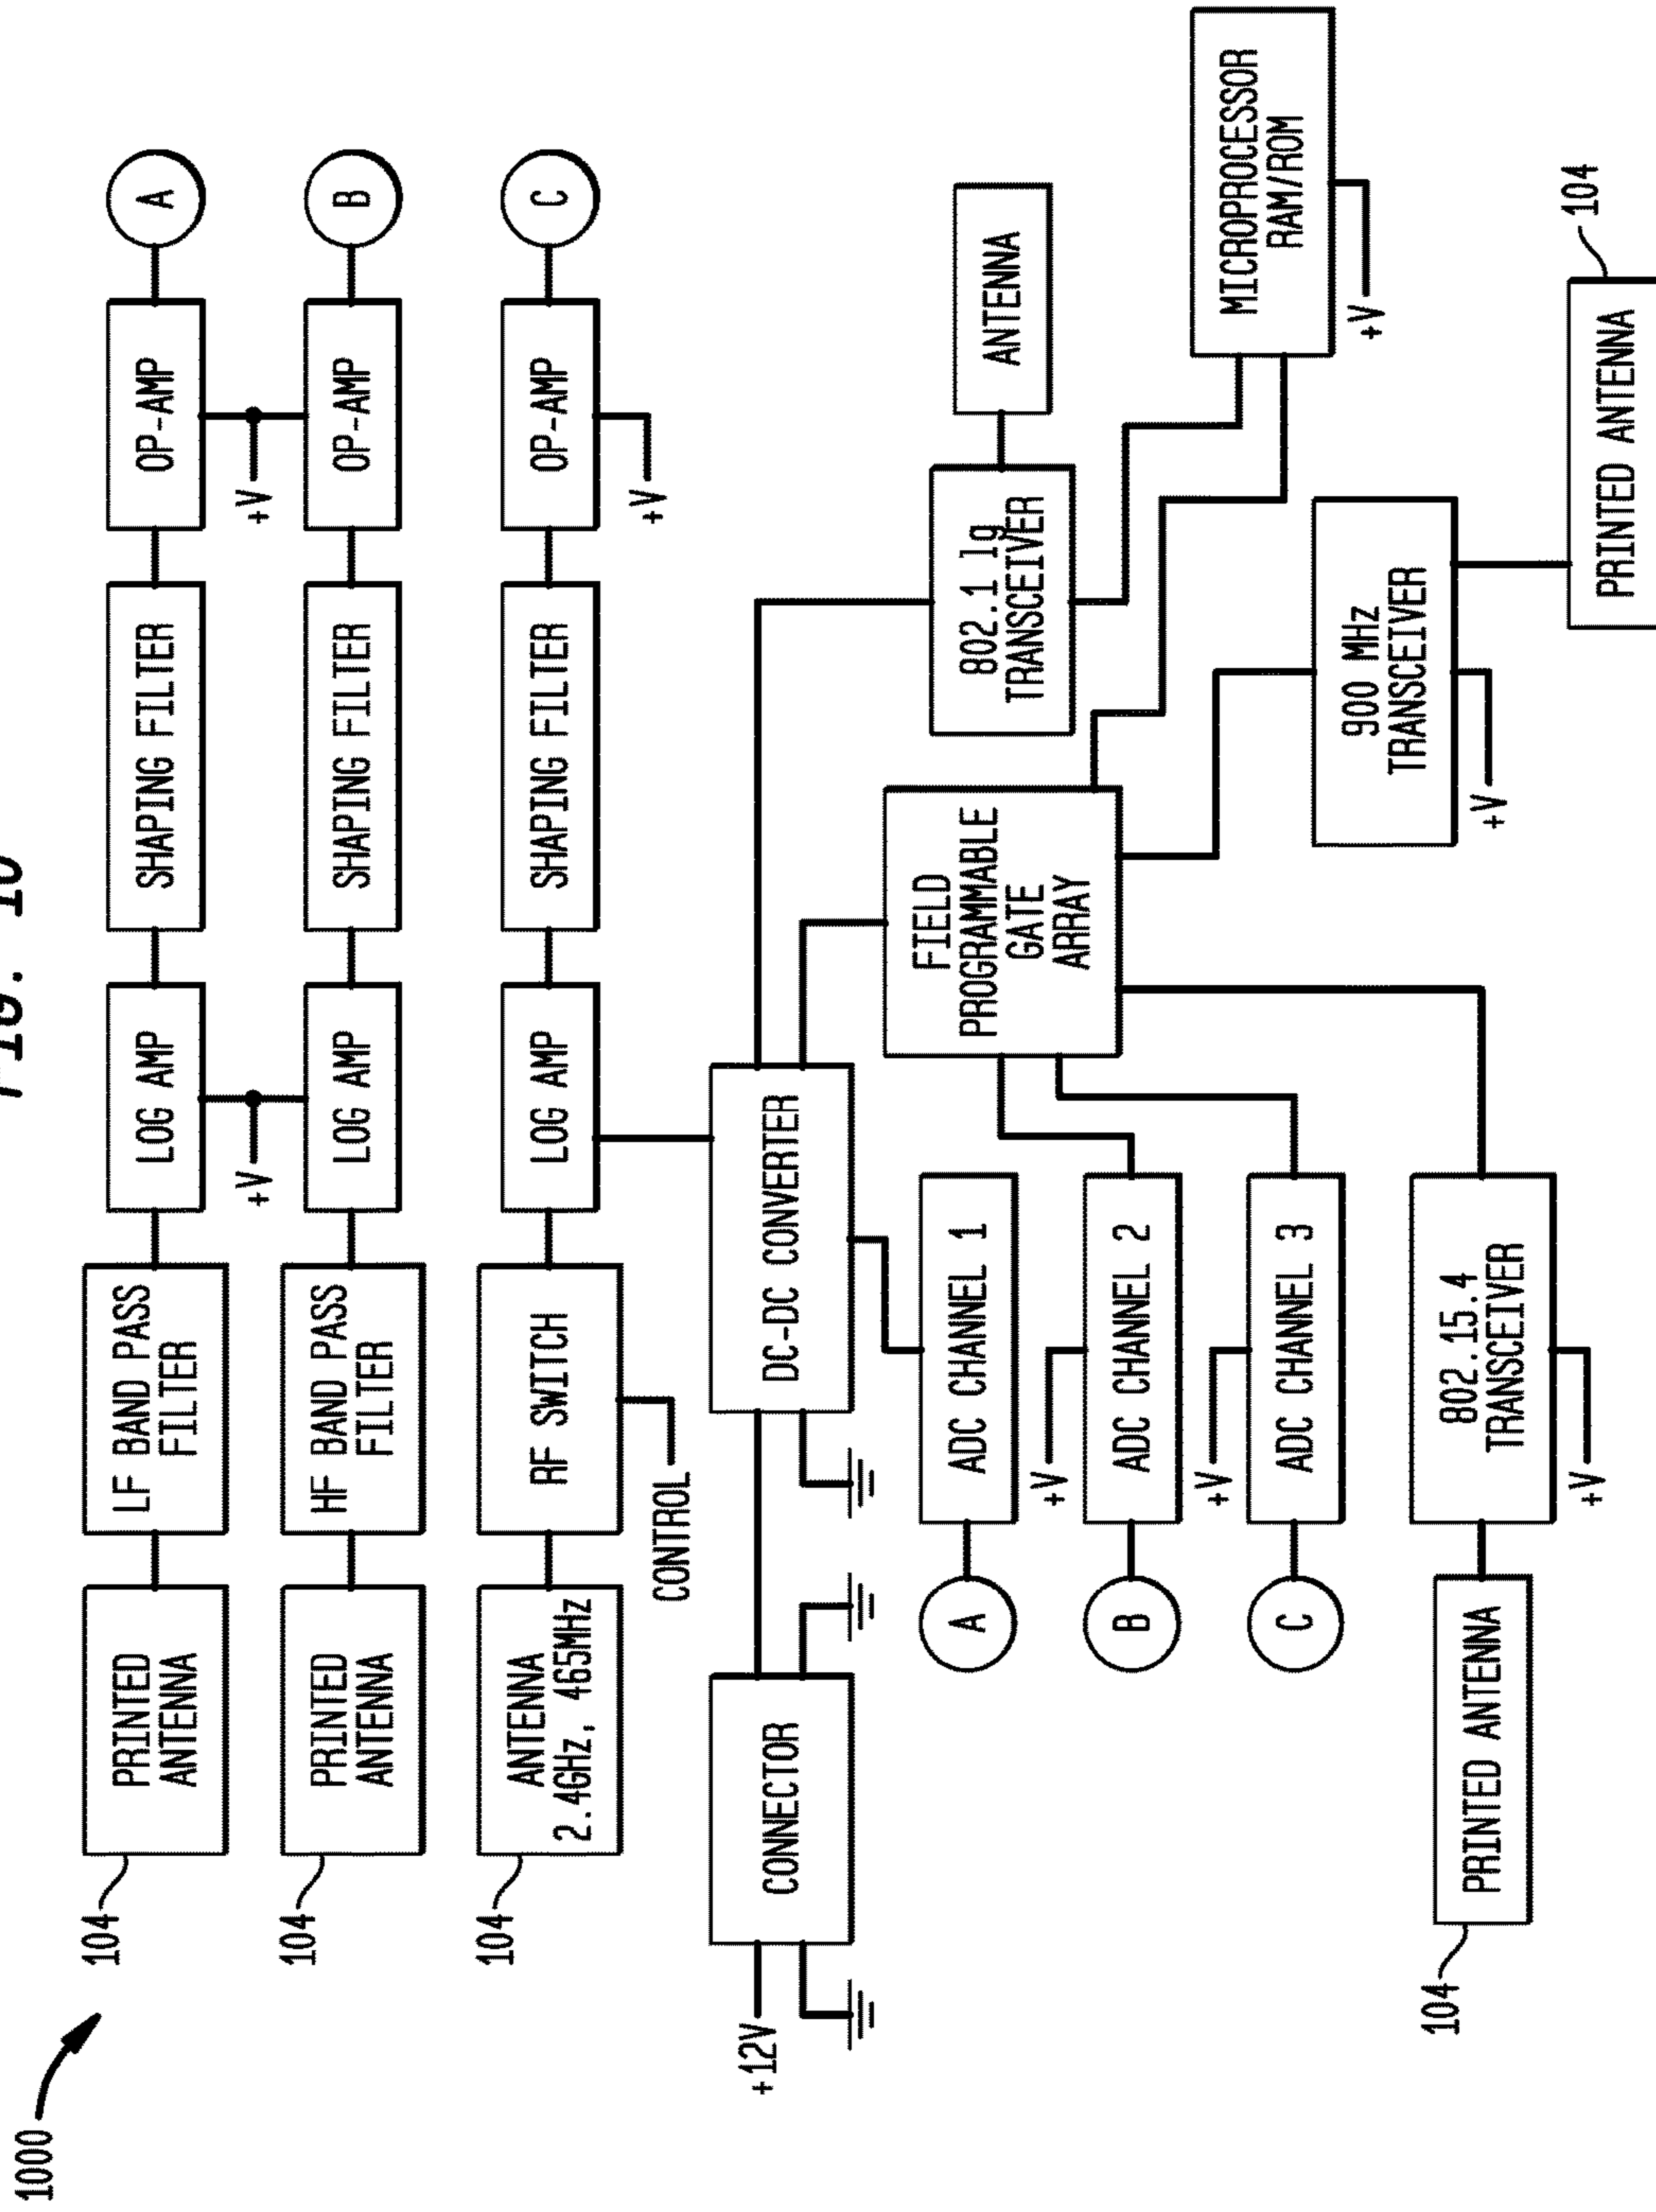 FIG. 10
1000
104
PRINTED
ANTENNA
LF BAND PASS
FILTER
LOG AMP
SHAPING FILTER
OP-AMP
A
+V
+V
104
PRINTED
ANTENNA
HF BAND PASS
FILTER
LOG AMP
SHAPING FILTER
OP-AMP
B
104
ANTENNA
2.4GHz, 465MHz
RF SWITCH
LOG AMP
SHAPING FILTER
OP-AMP
C
CONTROL
+V
+12V
CONNECTOR
DC-DC CONVERTER
802.1 lg
TRANSCEIVER
ANTENNA
A
ADC CHANNEL 1
FIELD
PROGRAMMABLE
GATE
ARRAY
+V
B
ADC CHANNEL 2
+V
C
ADC CHANNEL 3
MICROPROCESSOR
RAM/ROM
+V
900 MHz
TRANSCEIVER
+V
104
PRINTED ANTENNA
802.15.4
TRANSCEIVER
+V
PRINTED ANTENNA
104